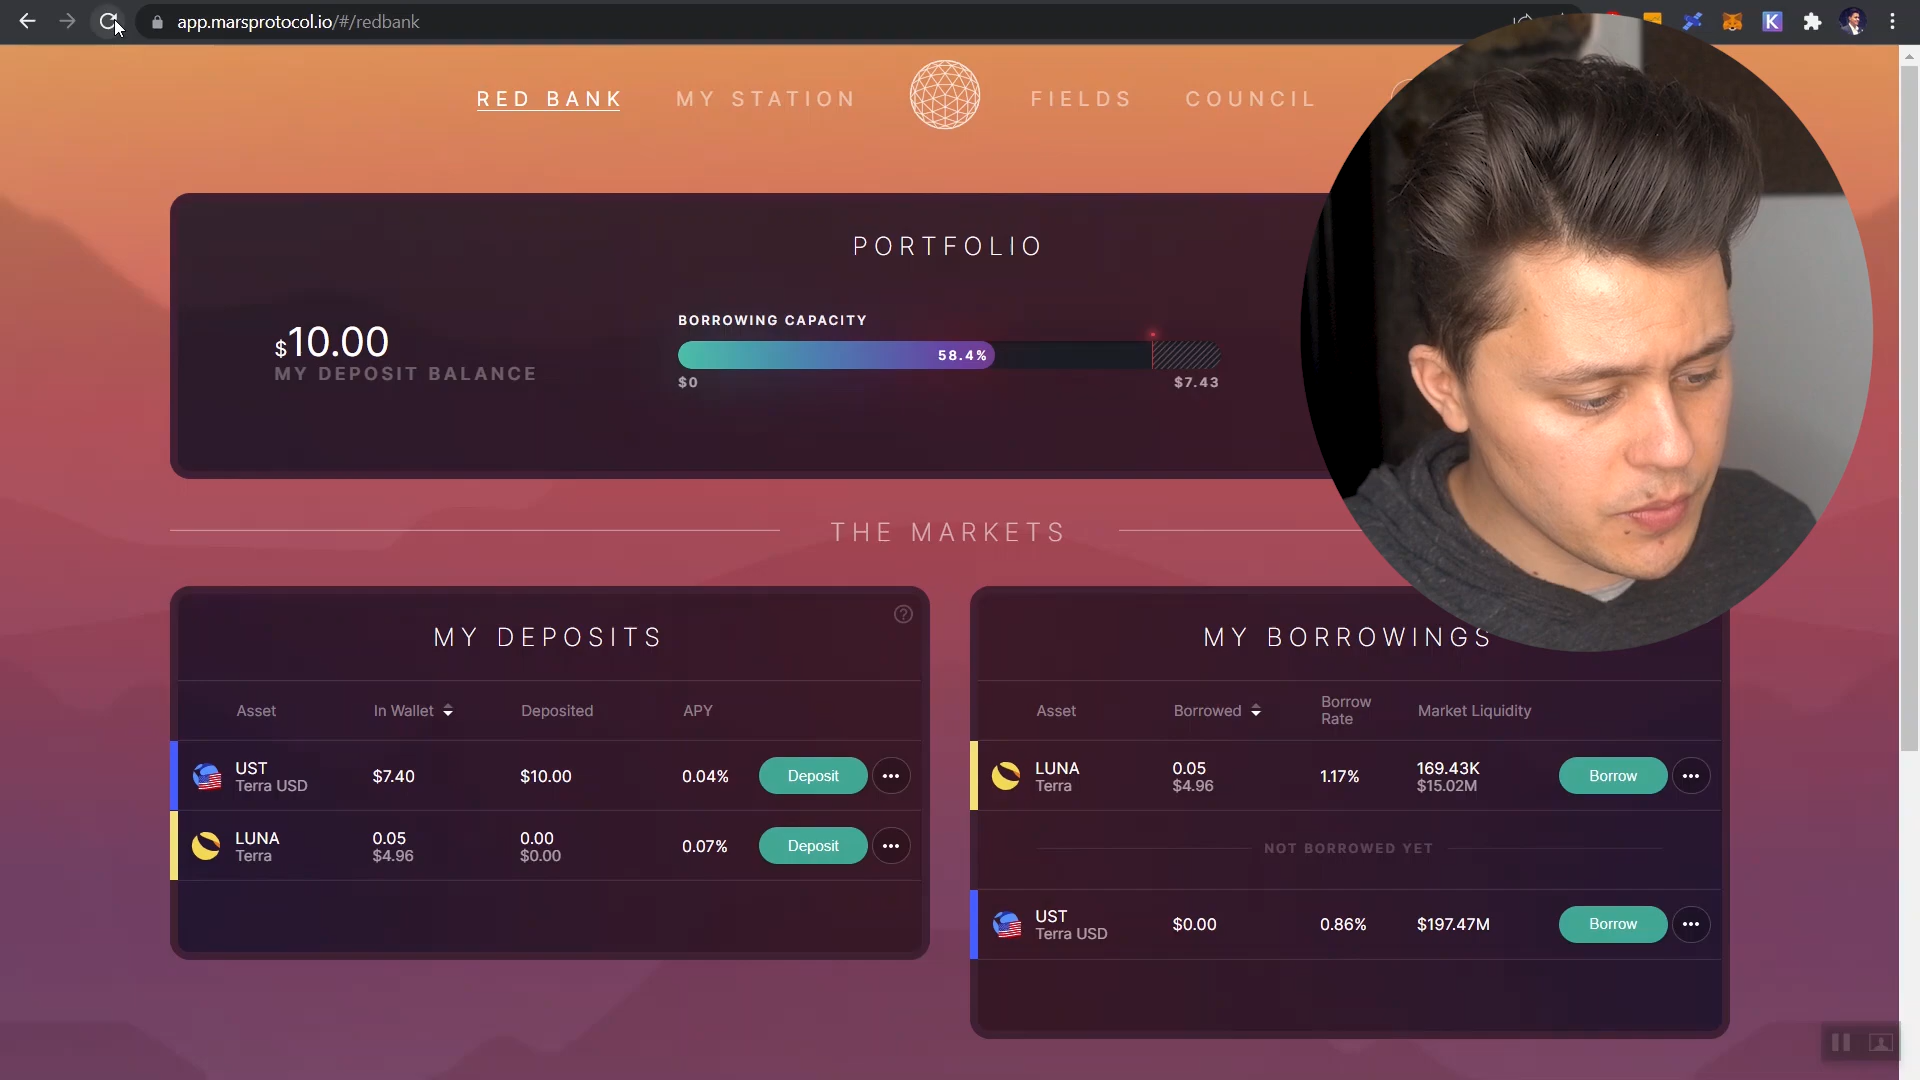 app.marsprotocol.io/#/redbank
K
RED BANK
MY STATION
FIELDS
COUNCIL
PORTFOLIO
$10.00
MY DEPOSIT BALANCE
BORROWING CAPACITY
58.4%
$0
$7.43
THE MARKETS
MY DEPOSITS
?
Asset
In Wallet
Deposited
APY
UST
Terra USD
$7.40
$10.00
0.04%
Deposit
LUNA
Terra
0.05
$4.96
0.00
$0.00
0.07%
Deposit
MY BORROWINGS
Asset
Borrowed
Borrow
Rate
Market Liquidity
LUNA
Terra
0.05
$4.96
1.17%
169.43K
$15.02M
Borrow
NOT BORROWED YET
UST
Terra USD
$0.00
0.86%
$197.47M
Borrow